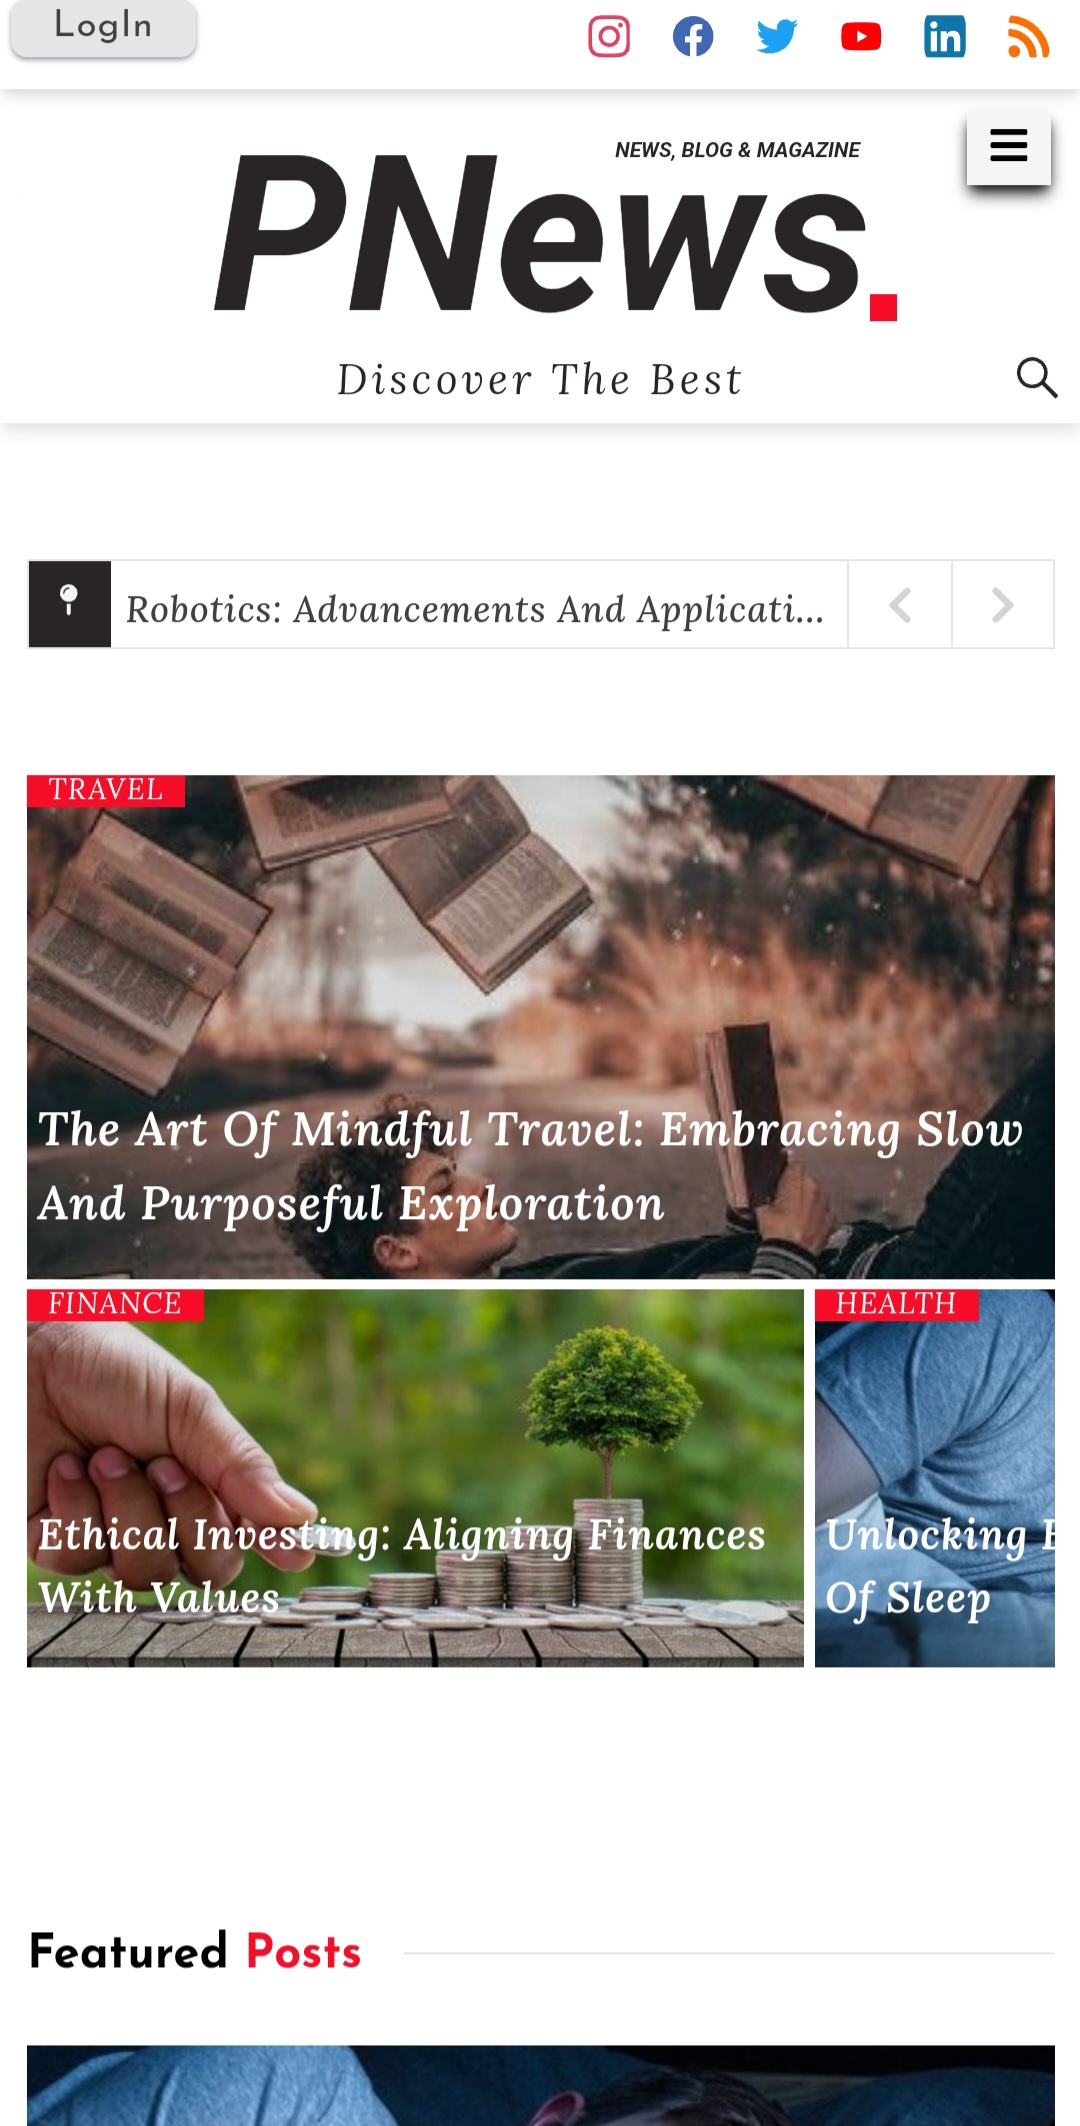 LogIn
NEWS, BLOG & MAGAZINE
PNews.
Discover The Best
Robotics: Advancements And Applicati...
TRAVEL
The Art Of Mindful Travel: Embracing Slow
And Purposeful Exploration
FINANCE
Ethical Investing: Aligning Finances
With Values
HEALTH
Unlocking
Of Sleep
Featured Posts